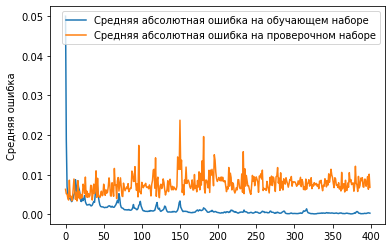 Средняя абсолютная ошибка на обучающем наборе
Средняя абсолютная ошибка на проверочном наборе
Средняя ошибка
0.05
0.04
0.03
0.02
0.01
0.00
0 50 100 150 200 250 300 350 400